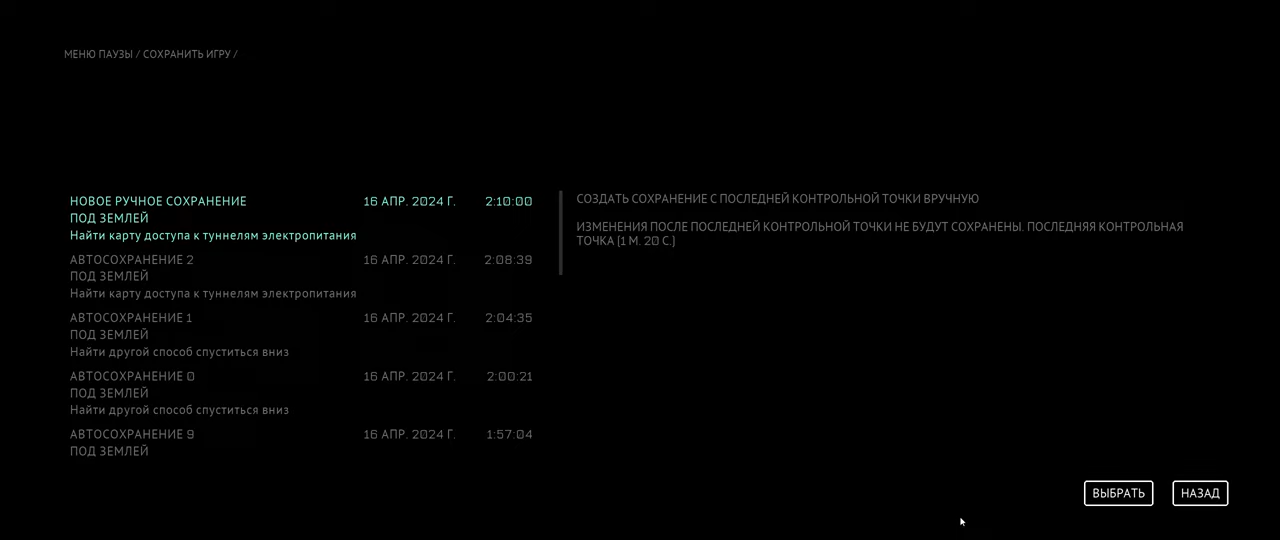 МЕНЮ ПАУЗЫ / СОХРАНИТЬ ИГРУ /
НОВОЕ РУЧНОЕ СОХРАНЕНИЕ 16 АПР. 2024 Г. 2:10:00
ПОД ЗЕМЛЕЙ
Найти карту доступа к туннелям электропитания
АВТОСОХРАНЕНИЕ 2 16 АПР. 2024 Г. 2:08:39
ПОД ЗЕМЛЕЙ
Найти карту доступа к туннелям электропитания
АВТОСОХРАНЕНИЕ 1 16 АПР. 2024 Г. 2:04:35
ПОД ЗЕМЛЕЙ
Найти другой способ спуститься вниз
АВТОСОХРАНЕНИЕ 0 16 АПР. 2024 Г. 2:00:21
ПОД ЗЕМЛЕЙ
Найти другой способ спуститься вниз
АВТОСОХРАНЕНИЕ 9 16 АПР. 2024 Г. 1:57:04
ПОД ЗЕМЛЕЙ
СОЗДАТЬ СОХРАНЕНИЕ С ПОСЛЕДНЕЙ КОНТРОЛЬНОЙ ТОЧКИ ВРУЧНУЮ
ИЗМЕНЕНИЯ ПОСЛЕ ПОСЛЕДНЕЙ КОНТРОЛЬНОЙ ТОЧКИ НЕ БУДУТ СОХРАНЕНЫ. ПОСЛЕДНЯЯ КОНТРОЛЬНАЯ
ТОЧКА (1 М. 20 С.)
ВЫБРАТЬ НАЗАД